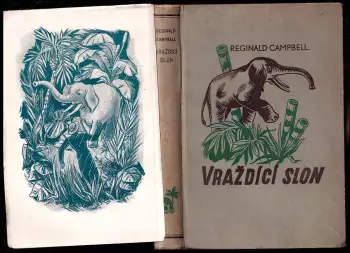 REGINALD
CAMPBELL
VRAŽDÍCÍ
SLON
REGINALD CAMPBELL
VRAŽDÍCÍ SLON